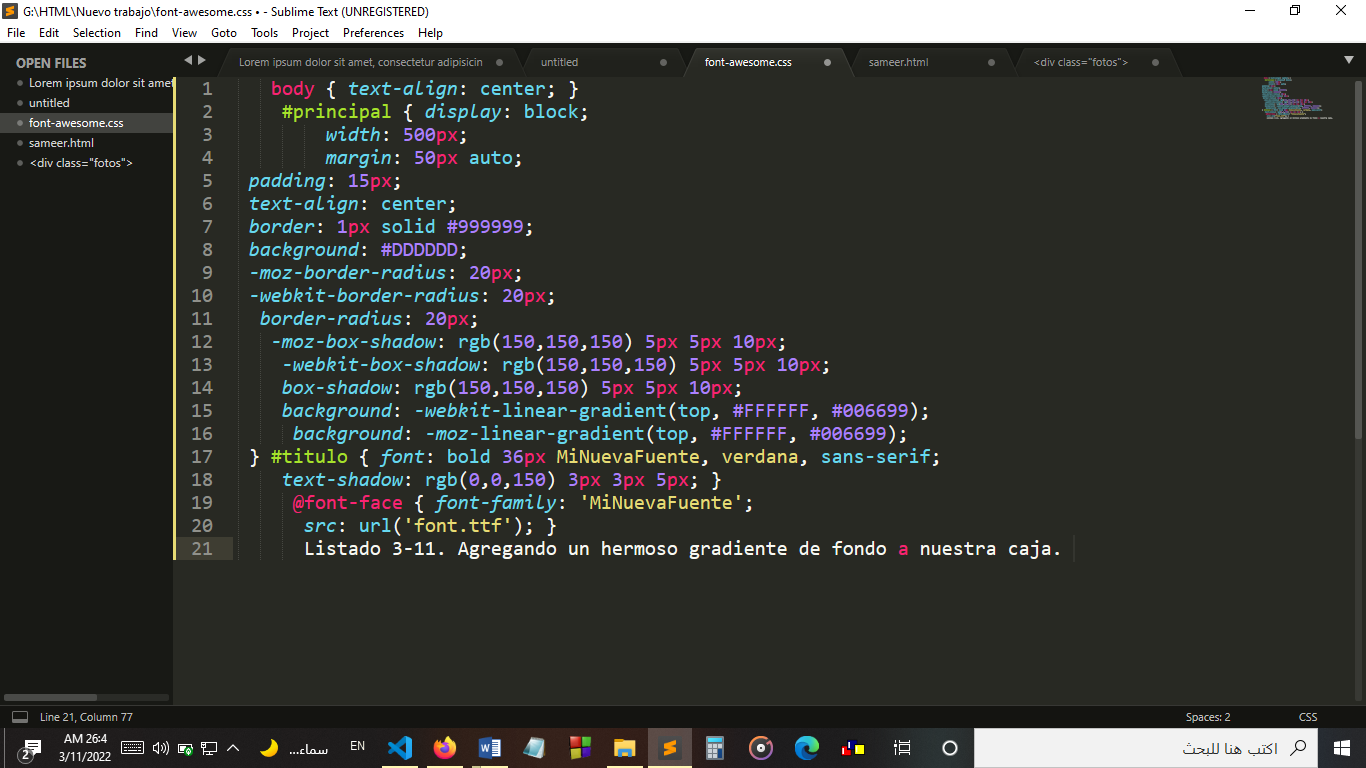 G:\HTML\Nuevo trabajo\font-awesome.css • - Sublime Text (UNREGISTERED)
File Edit Selection Find View Goto Tools Project Preferences Help
OPEN FILES
Lorem ipsum dolor sit amet
untitled
font-awesome.css
sameer.html
<div class="fotos">
Lorem ipsum dolor sit amet, consectetur adipisicin
untitled
font-awesome.css
sameer.html
<div class="fotos">
1 body { text-align: center; }
2 #principal { display: block;
3 width: 500px;
4 margin: 50px auto;
5 padding: 15px;
6 text-align: center;
7 border: 1px solid #999999;
8 background: #DDDDDD;
9 -moz-border-radius: 20px;
10 -webkit-border-radius: 20px;
11 border-radius: 20px;
12 -moz-box-shadow: rgb(150,150,150) 5px 5px 10px;
13 -webkit-box-shadow: rgb(150,150,150) 5px 5px 10px;
14 box-shadow: rgb(150,150,150) 5px 5px 10px;
15 background: -webkit-linear-gradient(top, #FFFFFF, #006699);
16 background: -moz-linear-gradient(top, #FFFFFF, #006699);
17 } #titulo { font: bold 36px MiNuevaFuente, verdana, sans-serif;
18 text-shadow: rgb(0,0,150) 3px 3px 5px; }
19 @font-face { font-family: 'MiNuevaFuente';
20 src: url('font.ttf'); }
21 Listado 3-11. Agregando un hermoso gradiente de fondo a nuestra caja.
Line 21, Column 77
Spaces: 2
CSS
2
AM 26:4
3/11/2022
سماء...
EN
اكتب هنا للبحث